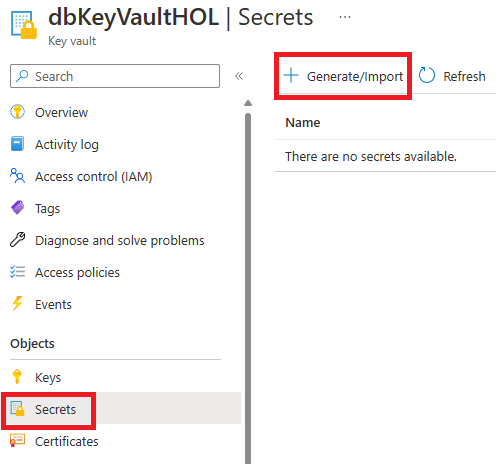 dbKeyVaultHOL | Secrets ...
Key vault
Search «
Generate/Import Refresh
Name
There are no secrets available.
Overview
Activity log
Access control (IAM)
Tags
Diagnose and solve problems
Access policies
Events
Objects
Keys
Secrets
Certificates